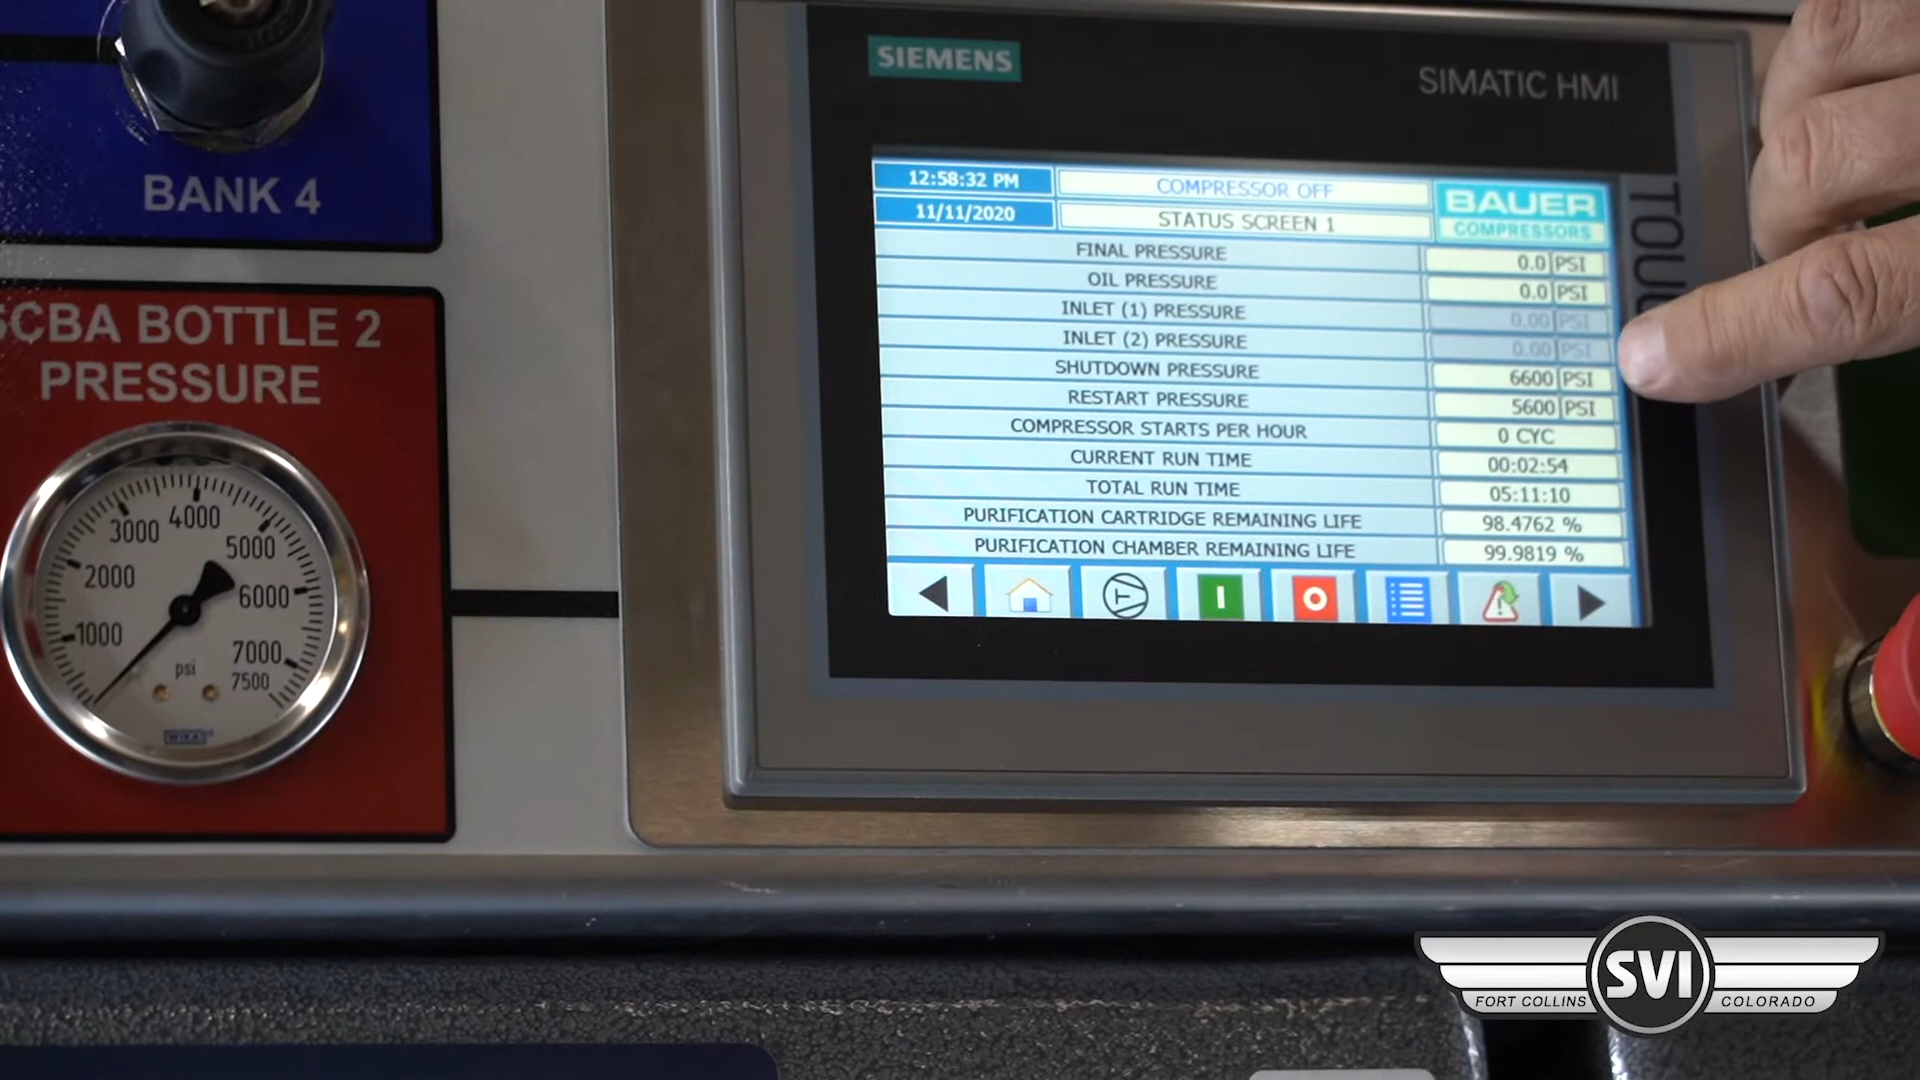 BANK 4
SCBA BOTTLE 2
PRESSURE
1000
2000
3000
4000
5000
6000
7000
7500
psi
WIKA
SIEMENS
SIMATIC HMI
12:58:32 PM
COMPRESSOR OFF
BAUER
COMPRESSORS
11/11/2020
STATUS SCREEN 1
FINAL PRESSURE 0.0 PSI
OIL PRESSURE 0.0 PSI
INLET (1) PRESSURE 0.00 PSI
INLET (2) PRESSURE 0.00 PSI
SHUTDOWN PRESSURE 6600 PSI
RESTART PRESSURE 5600 PSI
COMPRESSOR STARTS PER HOUR 0 CYC
CURRENT RUN TIME 00:02:54
TOTAL RUN TIME 05:11:10
PURIFICATION CARTRIDGE REMAINING LIFE 98.4762 %
PURIFICATION CHAMBER REMAINING LIFE 99.9819 %
SVI
FORT COLLINS COLORADO